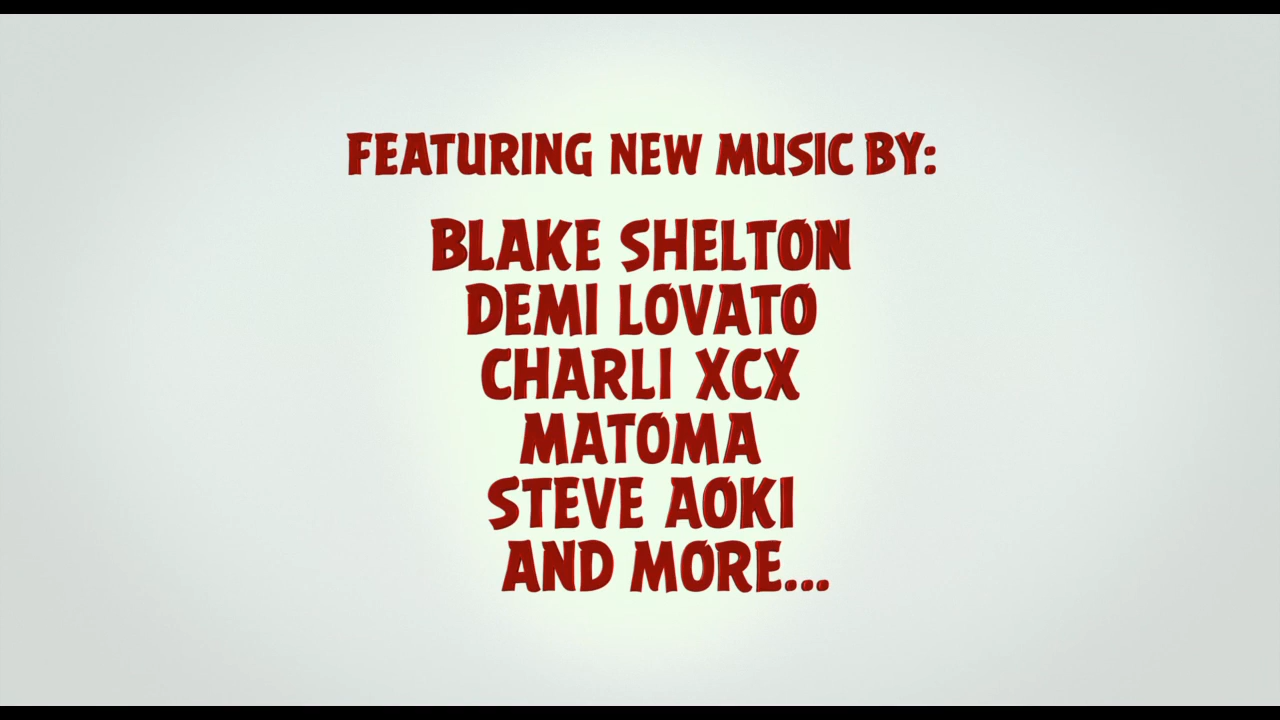 FEATURING NEW MUSIC BY:
BLAKE SHELTON
DEMI LOVATO
CHARLI XCX
MATOMA
STEVE AOKI
AND MORE...